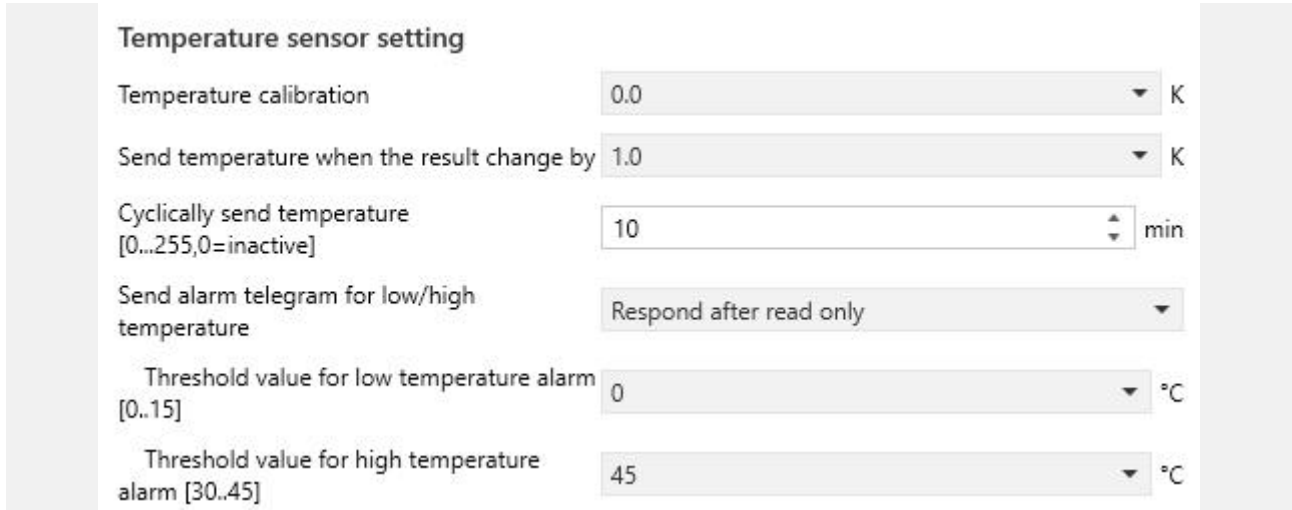 Temperature sensor setting
Temperature calibration 0.0 K
Send temperature when the result change by 1.0 K
Cyclically send temperature
[0...255,0=inactive] 10 min
Send alarm telegram for low/high
temperature Respond after read only
Threshold value for low temperature alarm
[0..15] 0 °C
Threshold value for high temperature
alarm [30..45] 45 °C